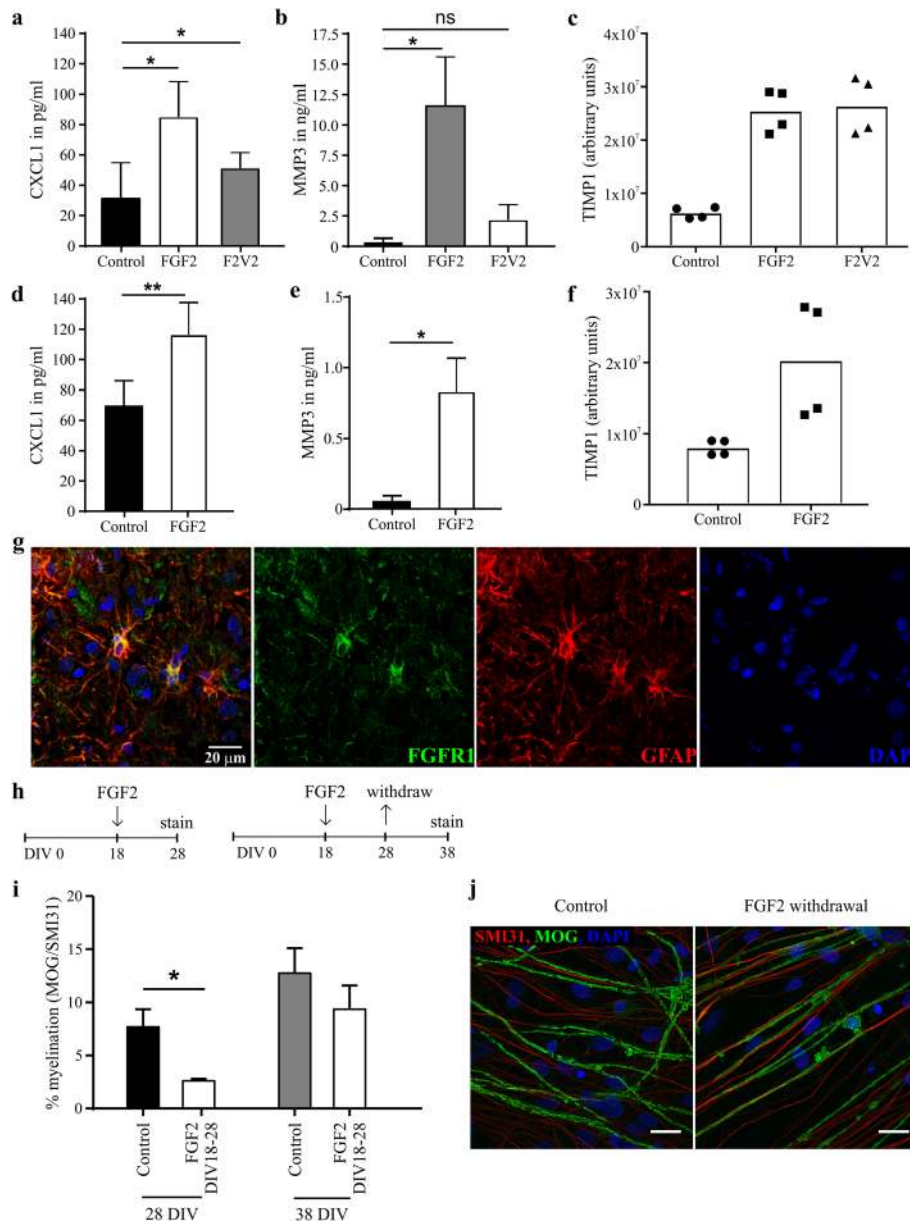 a
CXCL1 in pg/ml
140
120
100
80
60
40
20
0
*
*
Control FGF2 F2V2
b
MMP3 in ng/ml
17.5
15.0
12.5
10.0
7.5
5.0
2.5
0.0
ns
*
Control FGF2 F2V2
c
TIMP1 (arbitrary units)
4x10⁷
3x10⁷
2x10⁷
1x10⁷
0
Control FGF2 F2V2
d
CXCL1 in pg/ml
140
120
100
80
60
40
20
0
**
Control FGF2
e
MMP3 in ng/ml
1.5
1.0
0.5
0
*
Control FGF2
f
TIMP1 (arbitrary units)
3x10⁷
2x10⁷
1x10⁷
0
Control FGF2
g
20 μm
FGFR1
GFAP
DAP
h
FGF2
stain
DIV 0 18 28
FGF2 withdraw
stain
DIV 0 18 28 38
i
% myelination (MOG/SMI31)
20
15
10
5
0
*
Control
FGF2
DIV18-28
28 DIV
Control
FGF2
DIV18-28
38 DIV
j
Control FGF2 withdrawal
SMI31, MOG, DAPI